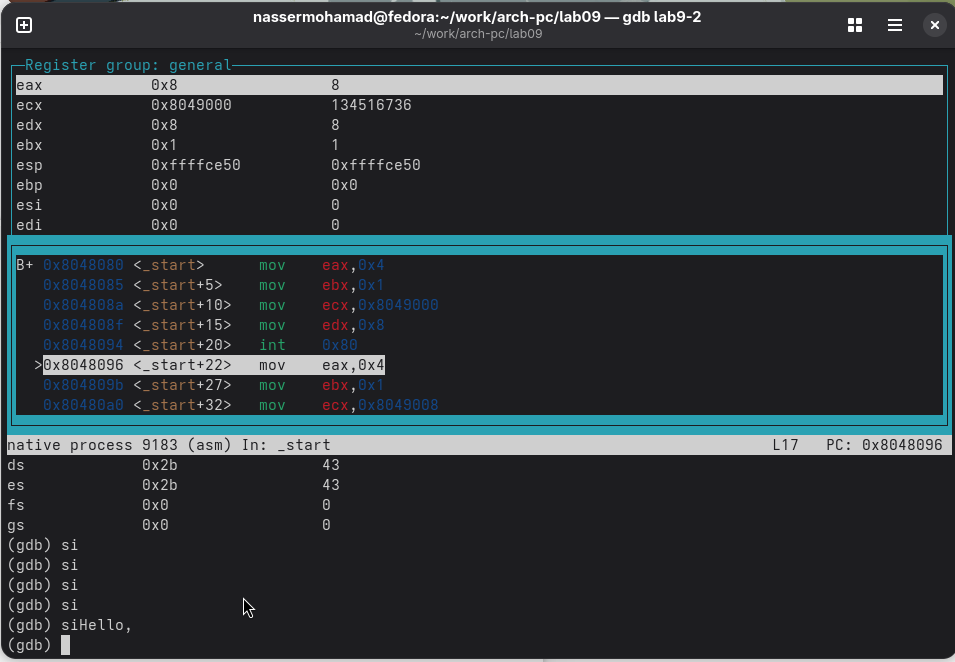 nassermohamad@fedora:~/work/arch-pc/lab09 — gdb lab9-2
~/work/arch-pc/lab09
Register group: general
eax 0x8 8
ecx 0x8049000 134516736
edx 0x8 8
ebx 0x1 1
esp 0xffffce50 0xffffce50
ebp 0x0 0x0
esi 0x0 0
edi 0x0 0
B+ 0x8048080 <_start> mov eax,0x4
0x8048085 <_start+5> mov ebx,0x1
0x804808a <_start+10> mov ecx,0x8049000
0x804808f <_start+15> mov edx,0x8
0x8048094 <_start+20> int 0x80
>0x8048096 <_start+22> mov eax,0x4
0x804809b <_start+27> mov ebx,0x1
0x80480a0 <_start+32> mov ecx,0x8049008
native process 9183 (asm) In: _start L17 PC: 0x8048096
ds 0x2b 43
es 0x2b 43
fs 0x0 0
gs 0x0 0
(gdb) si
(gdb) si
(gdb) si
(gdb) si
(gdb) siHello,
(gdb)